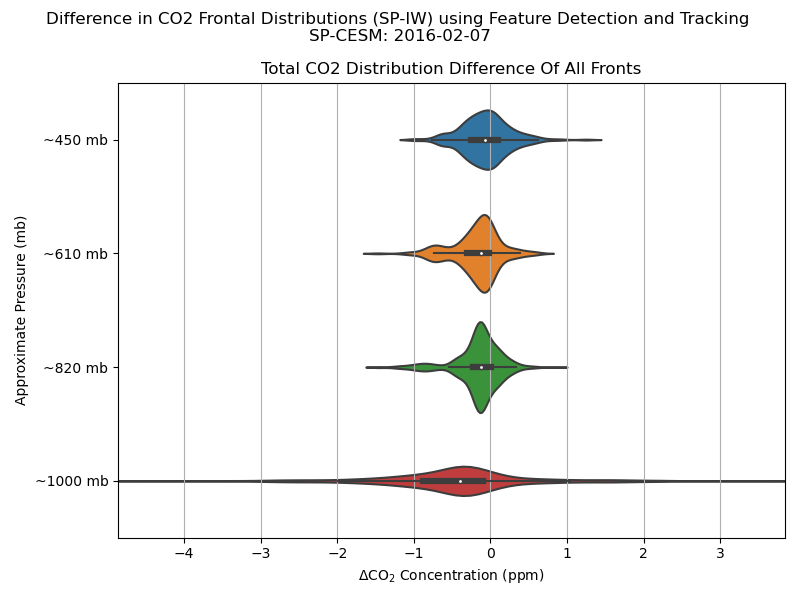 Difference in CO2 Frontal Distributions (SP-IW) using Feature Detection and Tracking
SP-CESM: 2016-02-07
Total CO2 Distribution Difference Of All Fronts
Approximate Pressure (mb)
~450 mb
~610 mb
~820 mb
~1000 mb
−4 −3 −2 −1 0 1 2 3
ΔCO₂ Concentration (ppm)